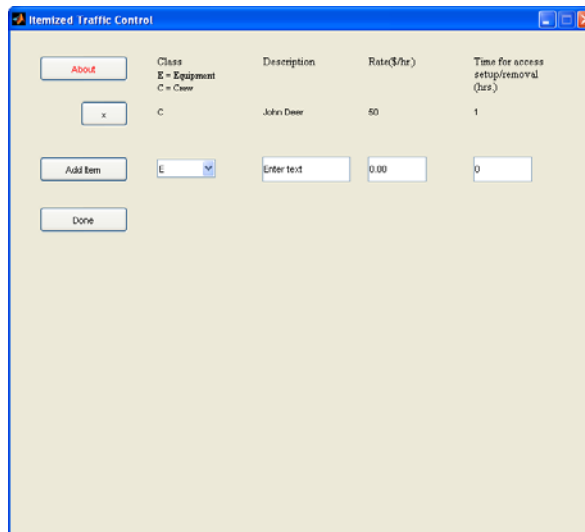 Itemized Traffic Control
About
Class
E = Equipment
C = Crew
Description
Rate($/hr.)
Time for access
setup/removal
(hrs.)
x
C
John Deer
50
1
Add Item
E
Enter text
0.00
0
Done